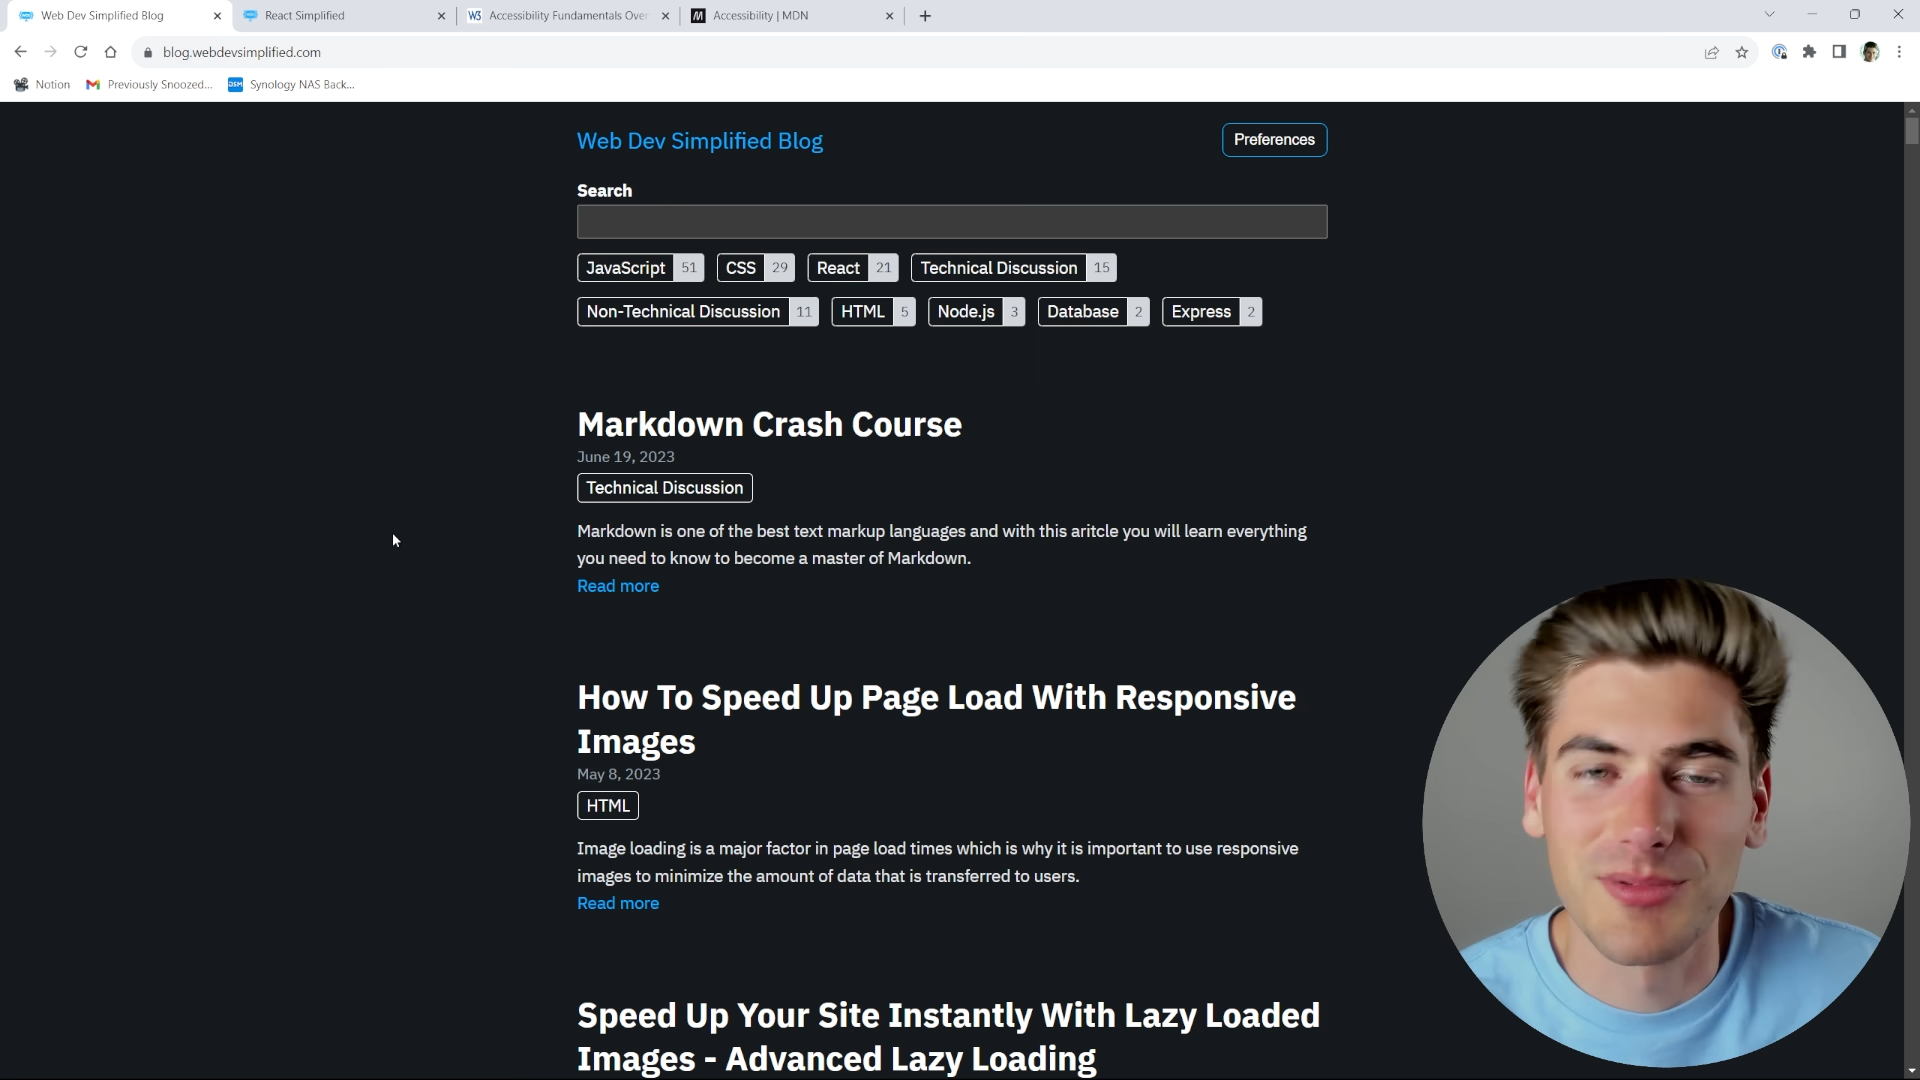 Web Dev Simplified Blog
React Simplified
Accessibility Fundamentals Over
Accessibility | MDN
blog.webdevsimplified.com
Notion
Previously Snoozed...
Synology NAS Back...
Web Dev Simplified Blog
Preferences
Search
JavaScript 51 CSS 29 React 21 Technical Discussion 15
Non-Technical Discussion 11 HTML 5 Node.js 3 Database 2 Express 2
Markdown Crash Course
June 19, 2023
Technical Discussion
Markdown is one of the best text markup languages and with this aritcle you will learn everything
you need to know to become a master of Markdown.
Read more
How To Speed Up Page Load With Responsive
Images
May 8, 2023
HTML
Image loading is a major factor in page load times which is why it is important to use responsive
images to minimize the amount of data that is transferred to users.
Read more
Speed Up Your Site Instantly With Lazy Loaded
Images - Advanced Lazy Loading